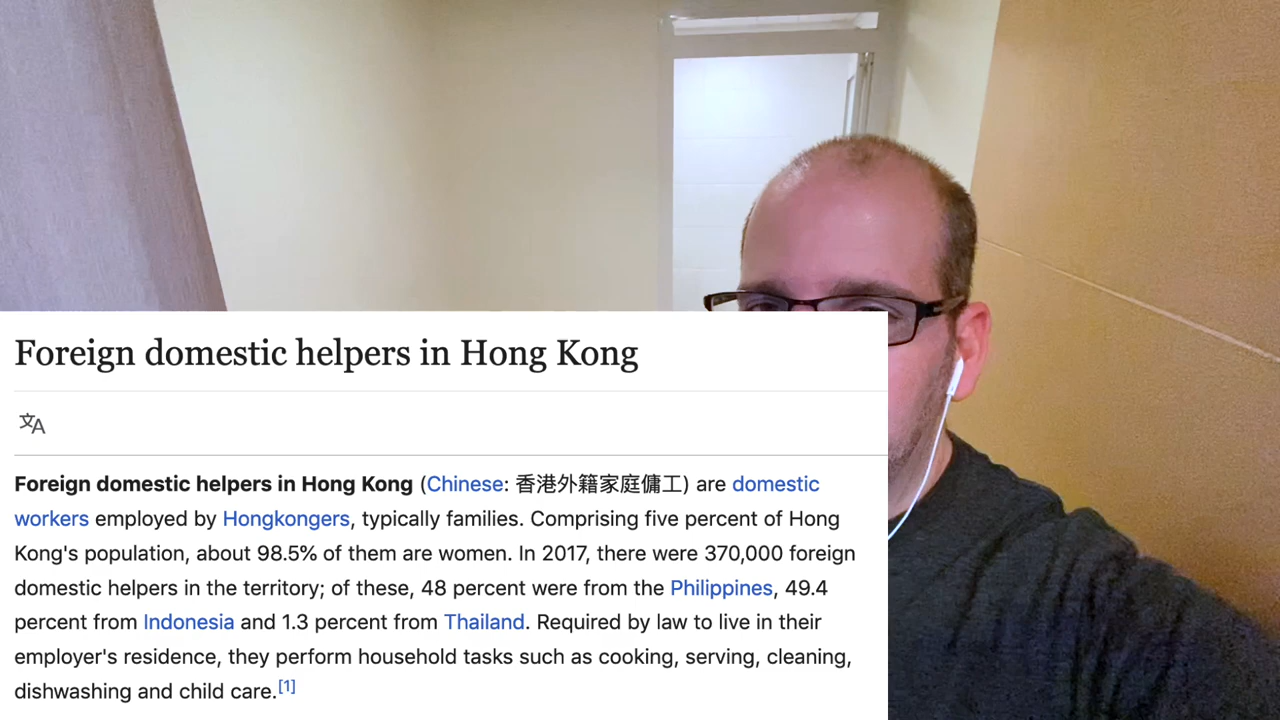 Foreign domestic helpers in Hong Kong
文A
Foreign domestic helpers in Hong Kong (Chinese: 香港外籍家庭傭工) are domestic
workers employed by Hongkongers, typically families. Comprising five percent of Hong
Kong's population, about 98.5% of them are women. In 2017, there were 370,000 foreign
domestic helpers in the territory; of these, 48 percent were from the Philippines, 49.4
percent from Indonesia and 1.3 percent from Thailand. Required by law to live in their
employer's residence, they perform household tasks such as cooking, serving, cleaning,
dishwashing and child care.[1]